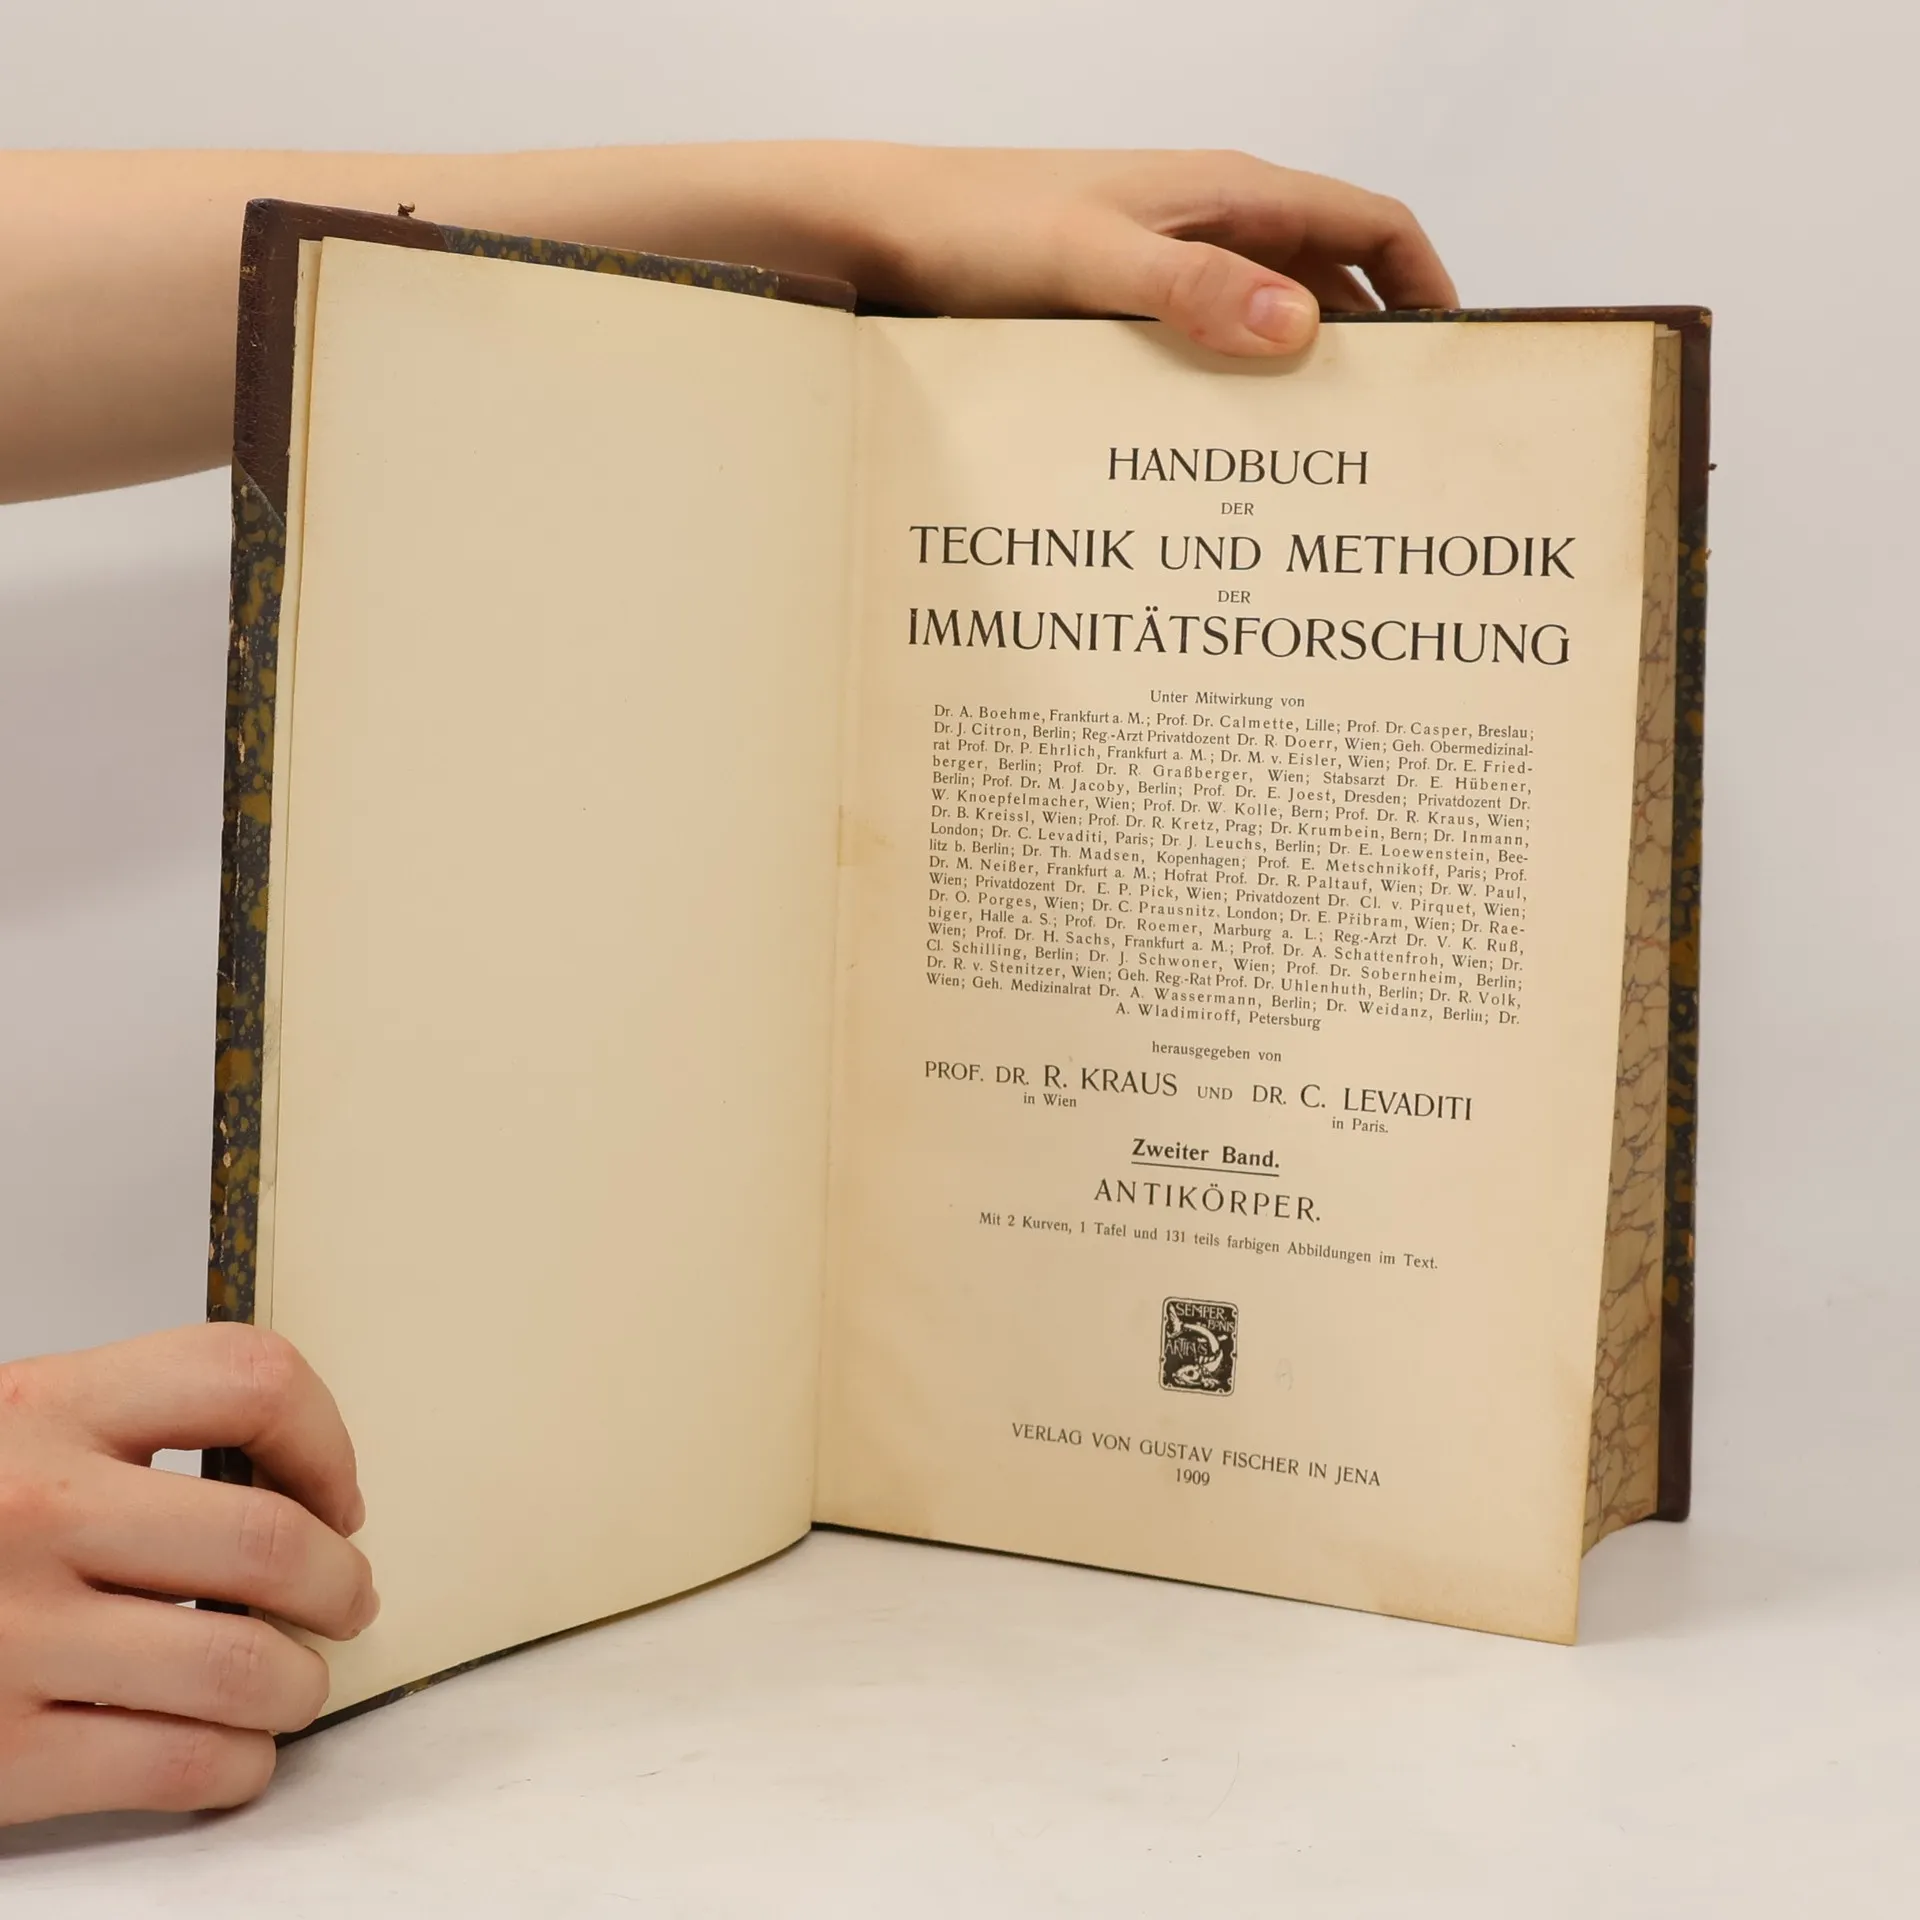 HANDBUCH
DER
TECHNIK UND METHODIK
DER
IMMUNITÄTSFORSCHUNG
Unter Mitwirkung von
Dr. A. Boehme, Frankfurt a. M.; Prof. Dr. Calmette, Lille; Prof. Dr. Casper, Breslau;
Dr. J. Citron, Berlin; Reg.-Arzt Privatdozent Dr. R. Doerr, Wien; Geh. Obermedizinal-
rat Prof. Dr. P. Ehrlich, Frankfurt a. M.; Dr. M. v. Eisler, Wien; Prof. Dr. E. Fried-
berger, Berlin; Prof. Dr. R. Graßberger, Wien; Stabsarzt Dr. E. Hübener,
Berlin; Prof. Dr. M. Jacoby, Berlin; Prof. Dr. E. Joest, Dresden; Privatdozent Dr.
W. Knoepfelmacher, Wien; Prof. Dr. W. Kolle, Bern; Prof. Dr. R. Kraus, Wien;
Dr. B. Kreissl, Wien; Prof. Dr. R. Kretz, Prag; Dr. Krumbein, Bern; Dr. Inmann,
London; Dr. C. Levaditi, Paris; Dr. J. Leuchs, Berlin; Dr. E. Loewenstein, Bee-
litz b. Berlin; Dr. Th. Madsen, Kopenhagen; Prof. E. Metschnikoff, Paris; Prof.
Dr. M. Neißer, Frankfurt a. M.; Hofrat Prof. Dr. R. Paltauf, Wien; Dr. W. Paul,
Wien; Privatdozent Dr. E. P. Pick, Wien; Privatdozent Dr. Cl. v. Pirquet, Wien;
Dr. O. Porges, Wien; Dr. C. Prausnitz, London; Dr. E. Přibram, Wien; Dr. Rae-
biger, Halle a. S.; Prof. Dr. Roemer, Marburg a. L.; Reg.-Arzt Dr. V. K. Ruß,
Wien; Prof. Dr. H. Sachs, Frankfurt a. M.; Prof. Dr. A. Schattenfroh, Wien; Dr.
Cl. Schilling, Berlin; Dr. J. Schwoner, Wien; Prof. Dr. Sobernheim, Berlin;
Dr. R. v. Stenitzer, Wien; Geh. Reg.-Rat Prof. Dr. Uhlenhuth, Berlin; Dr. R. Volk,
Wien; Geh. Medizinalrat Dr. A. Wassermann, Berlin; Dr. Weidanz, Berlin; Dr.
A. Wladimiroff, Petersburg
herausgegeben von
PROF. DR. R. KRAUS UND DR. C. LEVADITI
in Wien in Paris.
Zweiter Band.
ANTIKÖRPER.
Mit 2 Kurven, 1 Tafel und 131 teils farbigen Abbildungen im Text.
SEMPER
BONIS
ARTIBUS
VERLAG VON GUSTAV FISCHER IN JENA
1909